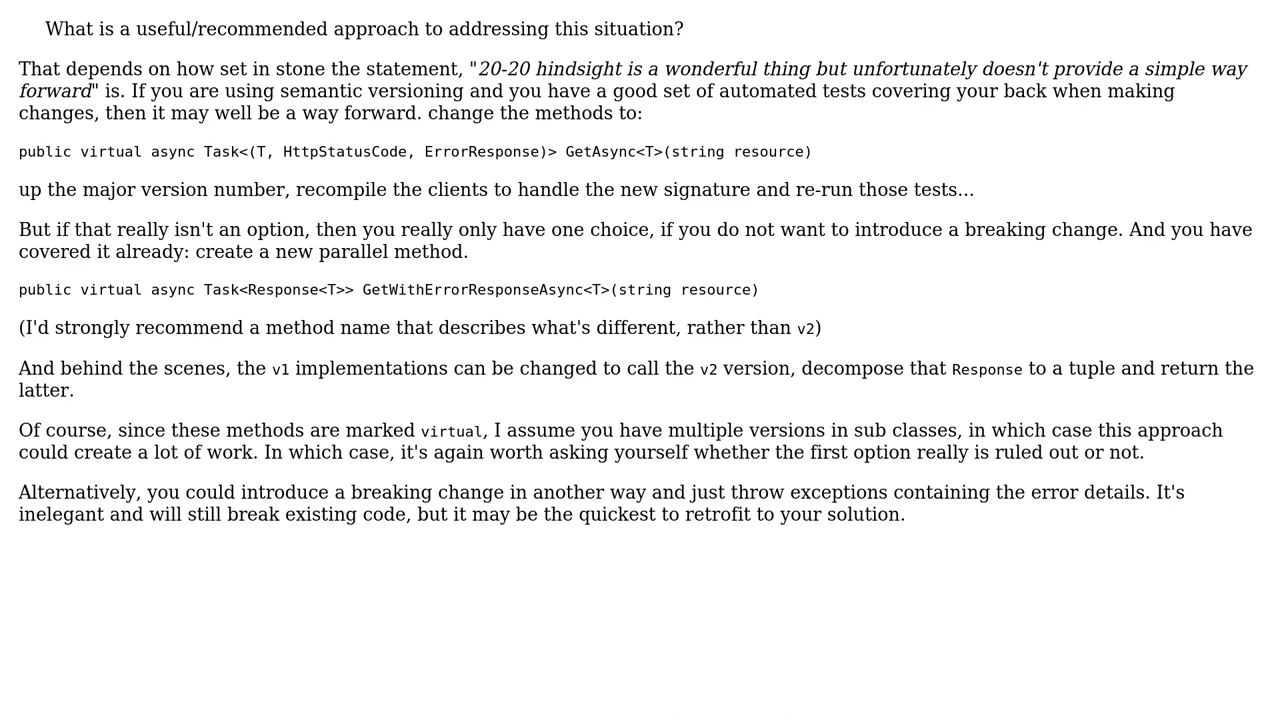 What is a useful/recommended approach to addressing this situation?
That depends on how set in stone the statement, "20-20 hindsight is a wonderful thing but unfortunately doesn't provide a simple way
forward" is. If you are using semantic versioning and you have a good set of automated tests covering your back when making
changes, then it may well be a way forward. change the methods to:
public virtual async Task<(T, HttpStatusCode, ErrorResponse)> GetAsync<T>(string resource)
up the major version number, recompile the clients to handle the new signature and re-run those tests...
But if that really isn't an option, then you really only have one choice, if you do not want to introduce a breaking change. And you have
covered it already: create a new parallel method.
public virtual async Task<Response<T>> GetWithErrorResponseAsync<T>(string resource)
(I'd strongly recommend a method name that describes what's different, rather than v2)
And behind the scenes, the v1 implementations can be changed to call the v2 version, decompose that Response to a tuple and return the
latter.
Of course, since these methods are marked virtual, I assume you have multiple versions in sub classes, in which case this approach
could create a lot of work. In which case, it's again worth asking yourself whether the first option really is ruled out or not.
Alternatively, you could introduce a breaking change in another way and just throw exceptions containing the error details. It's
inelegant and will still break existing code, but it may be the quickest to retrofit to your solution.